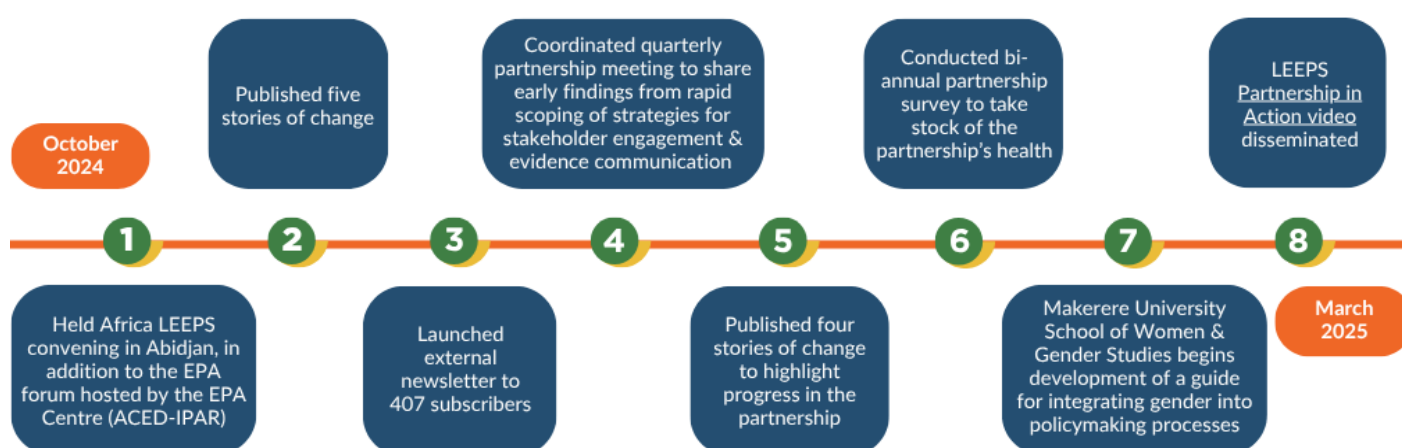 October
2024
Published five
stories of change
Coordinated quarterly
partnership meeting to share
early findings from rapid
scoping of strategies for
stakeholder engagement &
evidence communication
Conducted bi-
annual partnership
survey to take
stock of the
partnership's health
LEEPS
Partnership in
Action video
disseminated
1
2
3
4
5
6
7
8
Held Africa LEEPS
convening in Abidjan, in
addition to the EPA
forum hosted by the EPA
Centre (ACED-IPAR)
Launched
external
newsletter to
407 subscribers
Published four
stories of change
to highlight
progress in the
partnership
Makerere University
School of Women &
Gender Studies begins
development of a guide
for integrating gender into
policymaking processes
March
2025